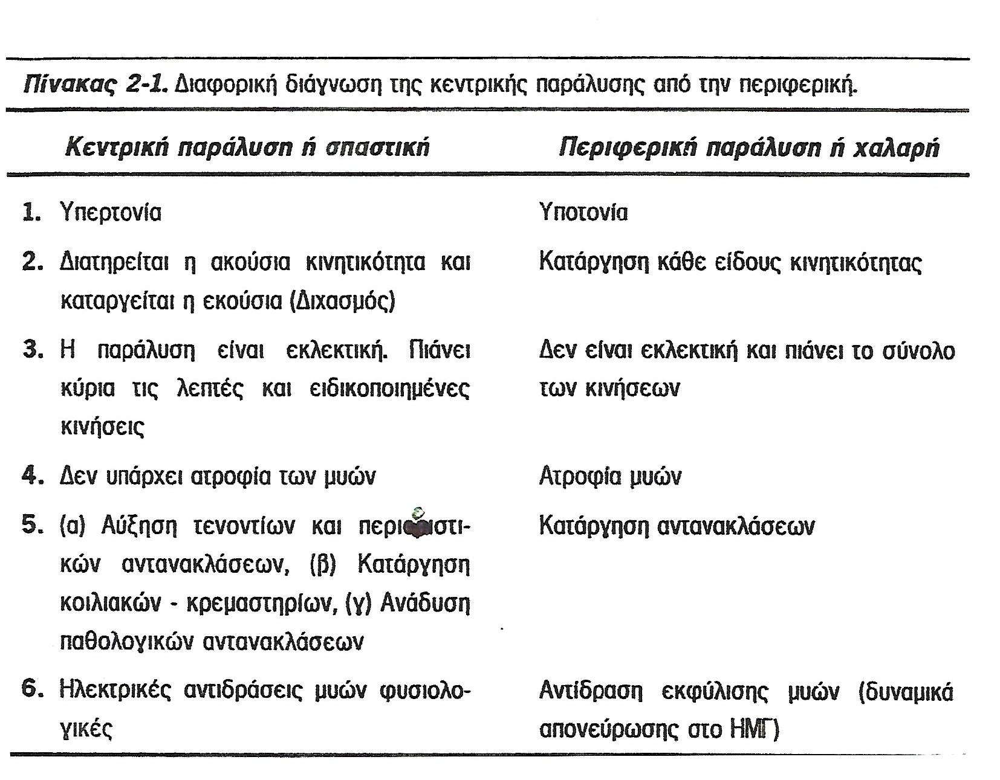 Πίνακας 2-1. Διαφορική διάγνωση της κεντρικής παράλυσης από την περιφερική.
Κεντρική παράλυση ή σπαστική
Περιφερική παράλυση ή χαλαρή
1. Υπερτονία
Υποτονία
2. Διατηρείται η ακούσια κινητικότητα και
καταργείται η εκούσια (Διχασμός)
Κατάργηση κάθε είδους κινητικότητας
3. Η παράλυση είναι εκλεκτική. Πιάνει
κύρια τις λεπτές και ειδικοποιημένες
κινήσεις
Δεν είναι εκλεκτική και πιάνει το σύνολο
των κινήσεων
4. Δεν υπάρχει ατροφία των μυών
Ατροφία μυών
5. (α) Αύξηση τενοντίων και
κών αντανακλάσεων, (β) Κατάργηση
κοιλιακών - κρεμαστηρίων, (γ) Ανάδυση
παθολογικών αντανακλάσεων
Κατάργηση αντανακλάσεων
6. Ηλεκτρικές αντιδράσεις μυών φυσιολο-
γικές
Αντίδραση εκφύλισης μυών (δυναμικά
απονεύρωσης στο ΗΜΓ)